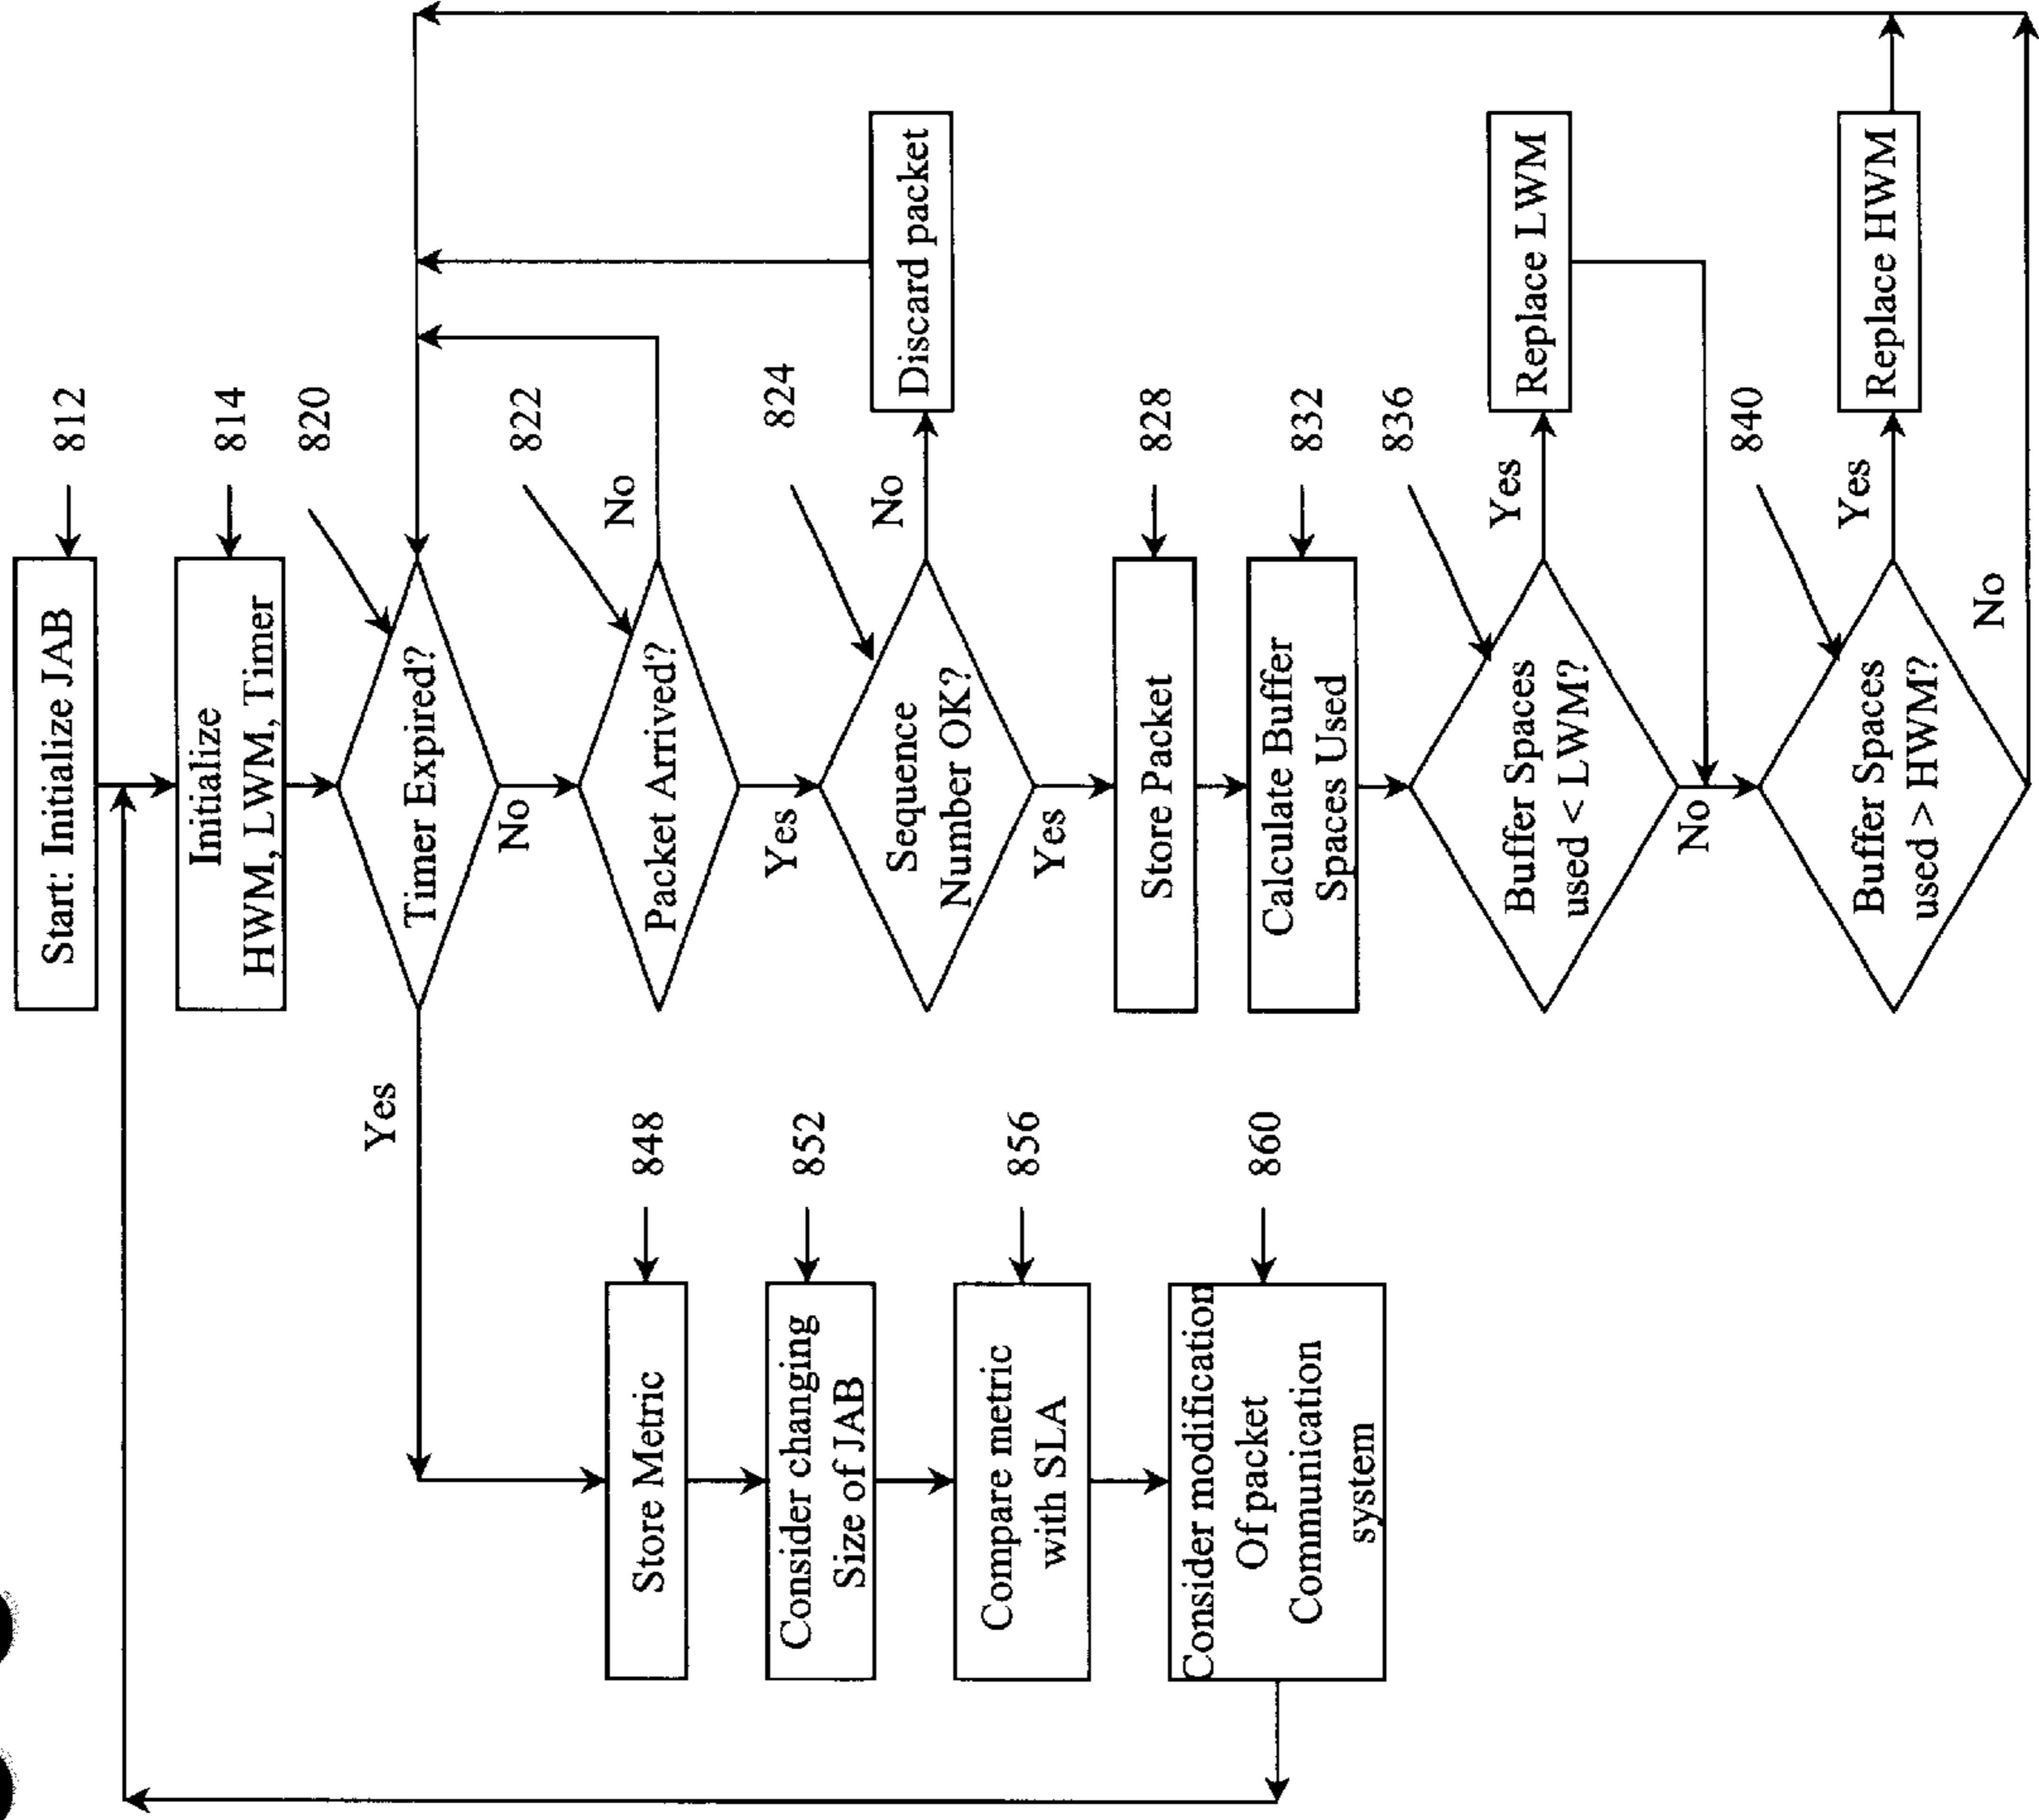 Start: Initialize JAB
812
Initialize
HWM, LWM, Timer
814
Timer Expired?
820
Yes
No
Packet Arrived?
822
No
Yes
Sequence
Number OK?
824
No
Discard packet
Yes
Store Packet
828
Calculate Buffer
Spaces Used
832
Buffer Spaces
used < LWM?
836
Yes
Replace LWM
No
Buffer Spaces
used > HWM?
840
Yes
Replace HWM
No
Store Metric
848
Consider changing
Size of JAB
852
Compare metric
with SLA
856
Consider modification
Of packet
Communication
system
860